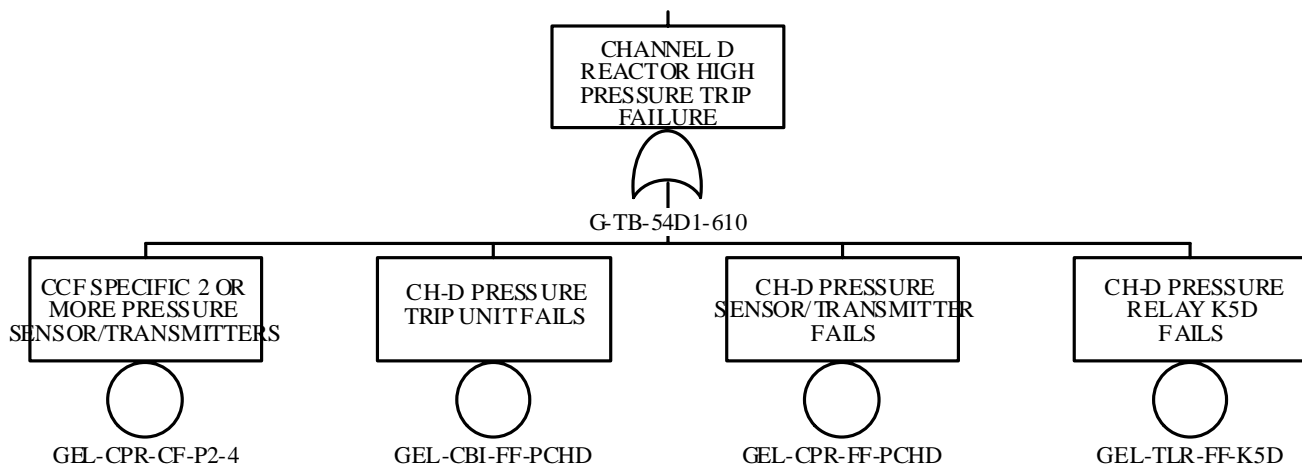 CHANNEL D
REACTOR HIGH
PRESSURE TRIP
FAILURE
G-TB-54D1-610
CCF SPECIFIC 2 OR
MORE PRESSURE
SENSOR/TRANSMITTERS
CH-D PRESSURE
TRIP UNIT FAILS
CH-D PRESSURE
SENSOR/TRANSMITTER
FAILS
CH-D PRESSURE
RELAY K5D
FAILS
GEL-CPR-CF-P2-4
GEL-CBI-FF-PCHD
GEL-CPR-FF-PCHD
GEL-TLR-FF-K5D